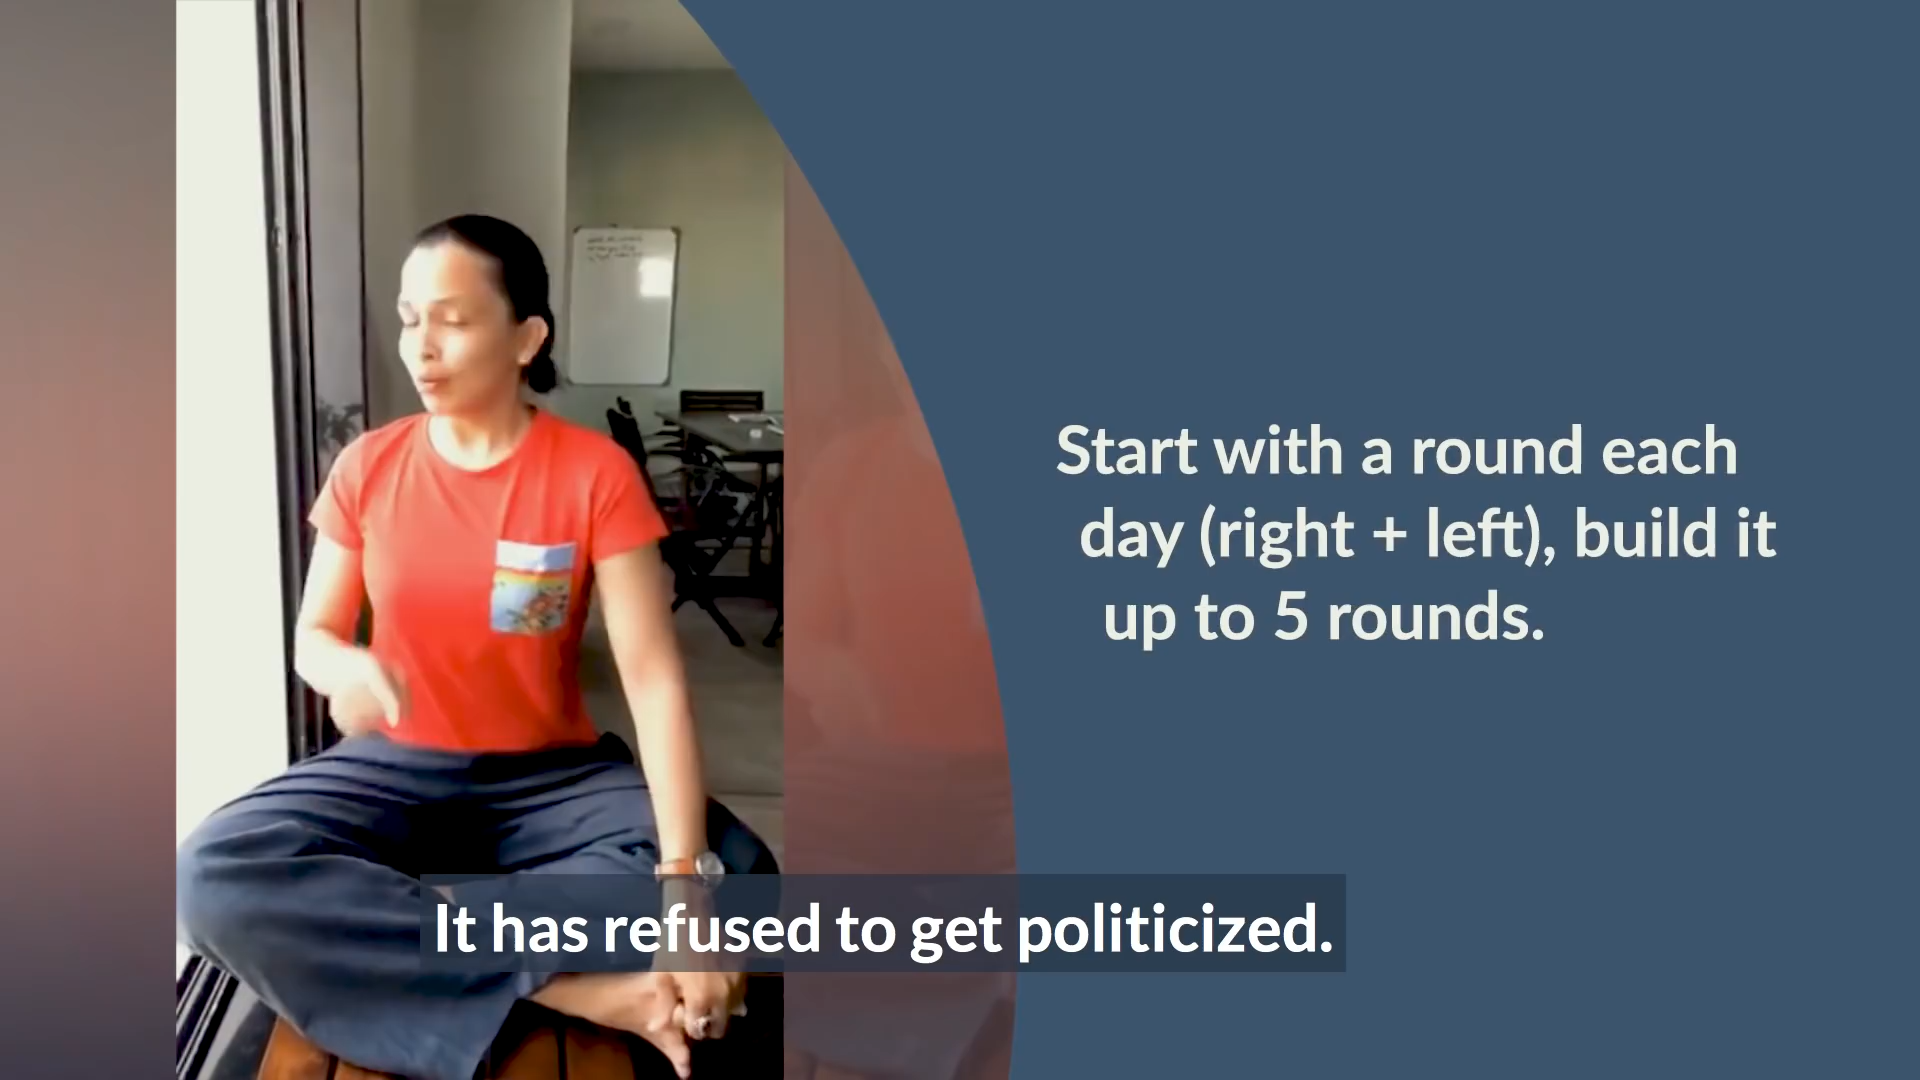 Start with a round each
day (right + left), build it
up to 5 rounds.
It has refused to get politicized.